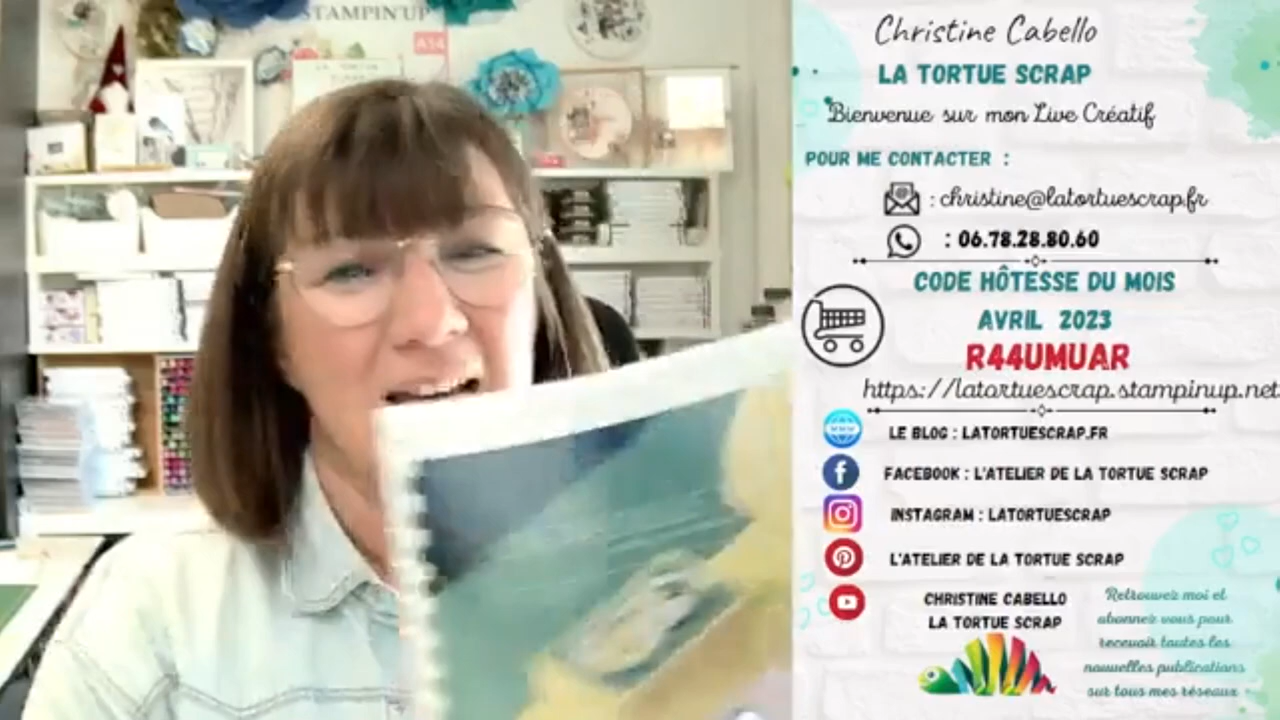 STAMPIN'UP
A14
Christine Cabello
LA TORTUE SCRAP
Bienvenue sur mon Live Créatif
POUR ME CONTACTER :
: christine@latortuescrap.fr
: 06.78.28.80.60
CODE HÔTESSE DU MOIS
AVRIL 2023
R44UMUAR
https://latortuescrap.stampinup.net
LE BLOG : LATORTUESCRAP.FR
FACEBOOK : L'ATELIER DE LA TORTUE SCRAP
INSTAGRAM : LATORTUESCRAP
L'ATELIER DE LA TORTUE SCRAP
CHRISTINE CABELLO
LA TORTUE SCRAP
Retrouvez moi et
abonnez vous pour
recevoir toutes les
nouvelles publications
sur tous mes réseaux